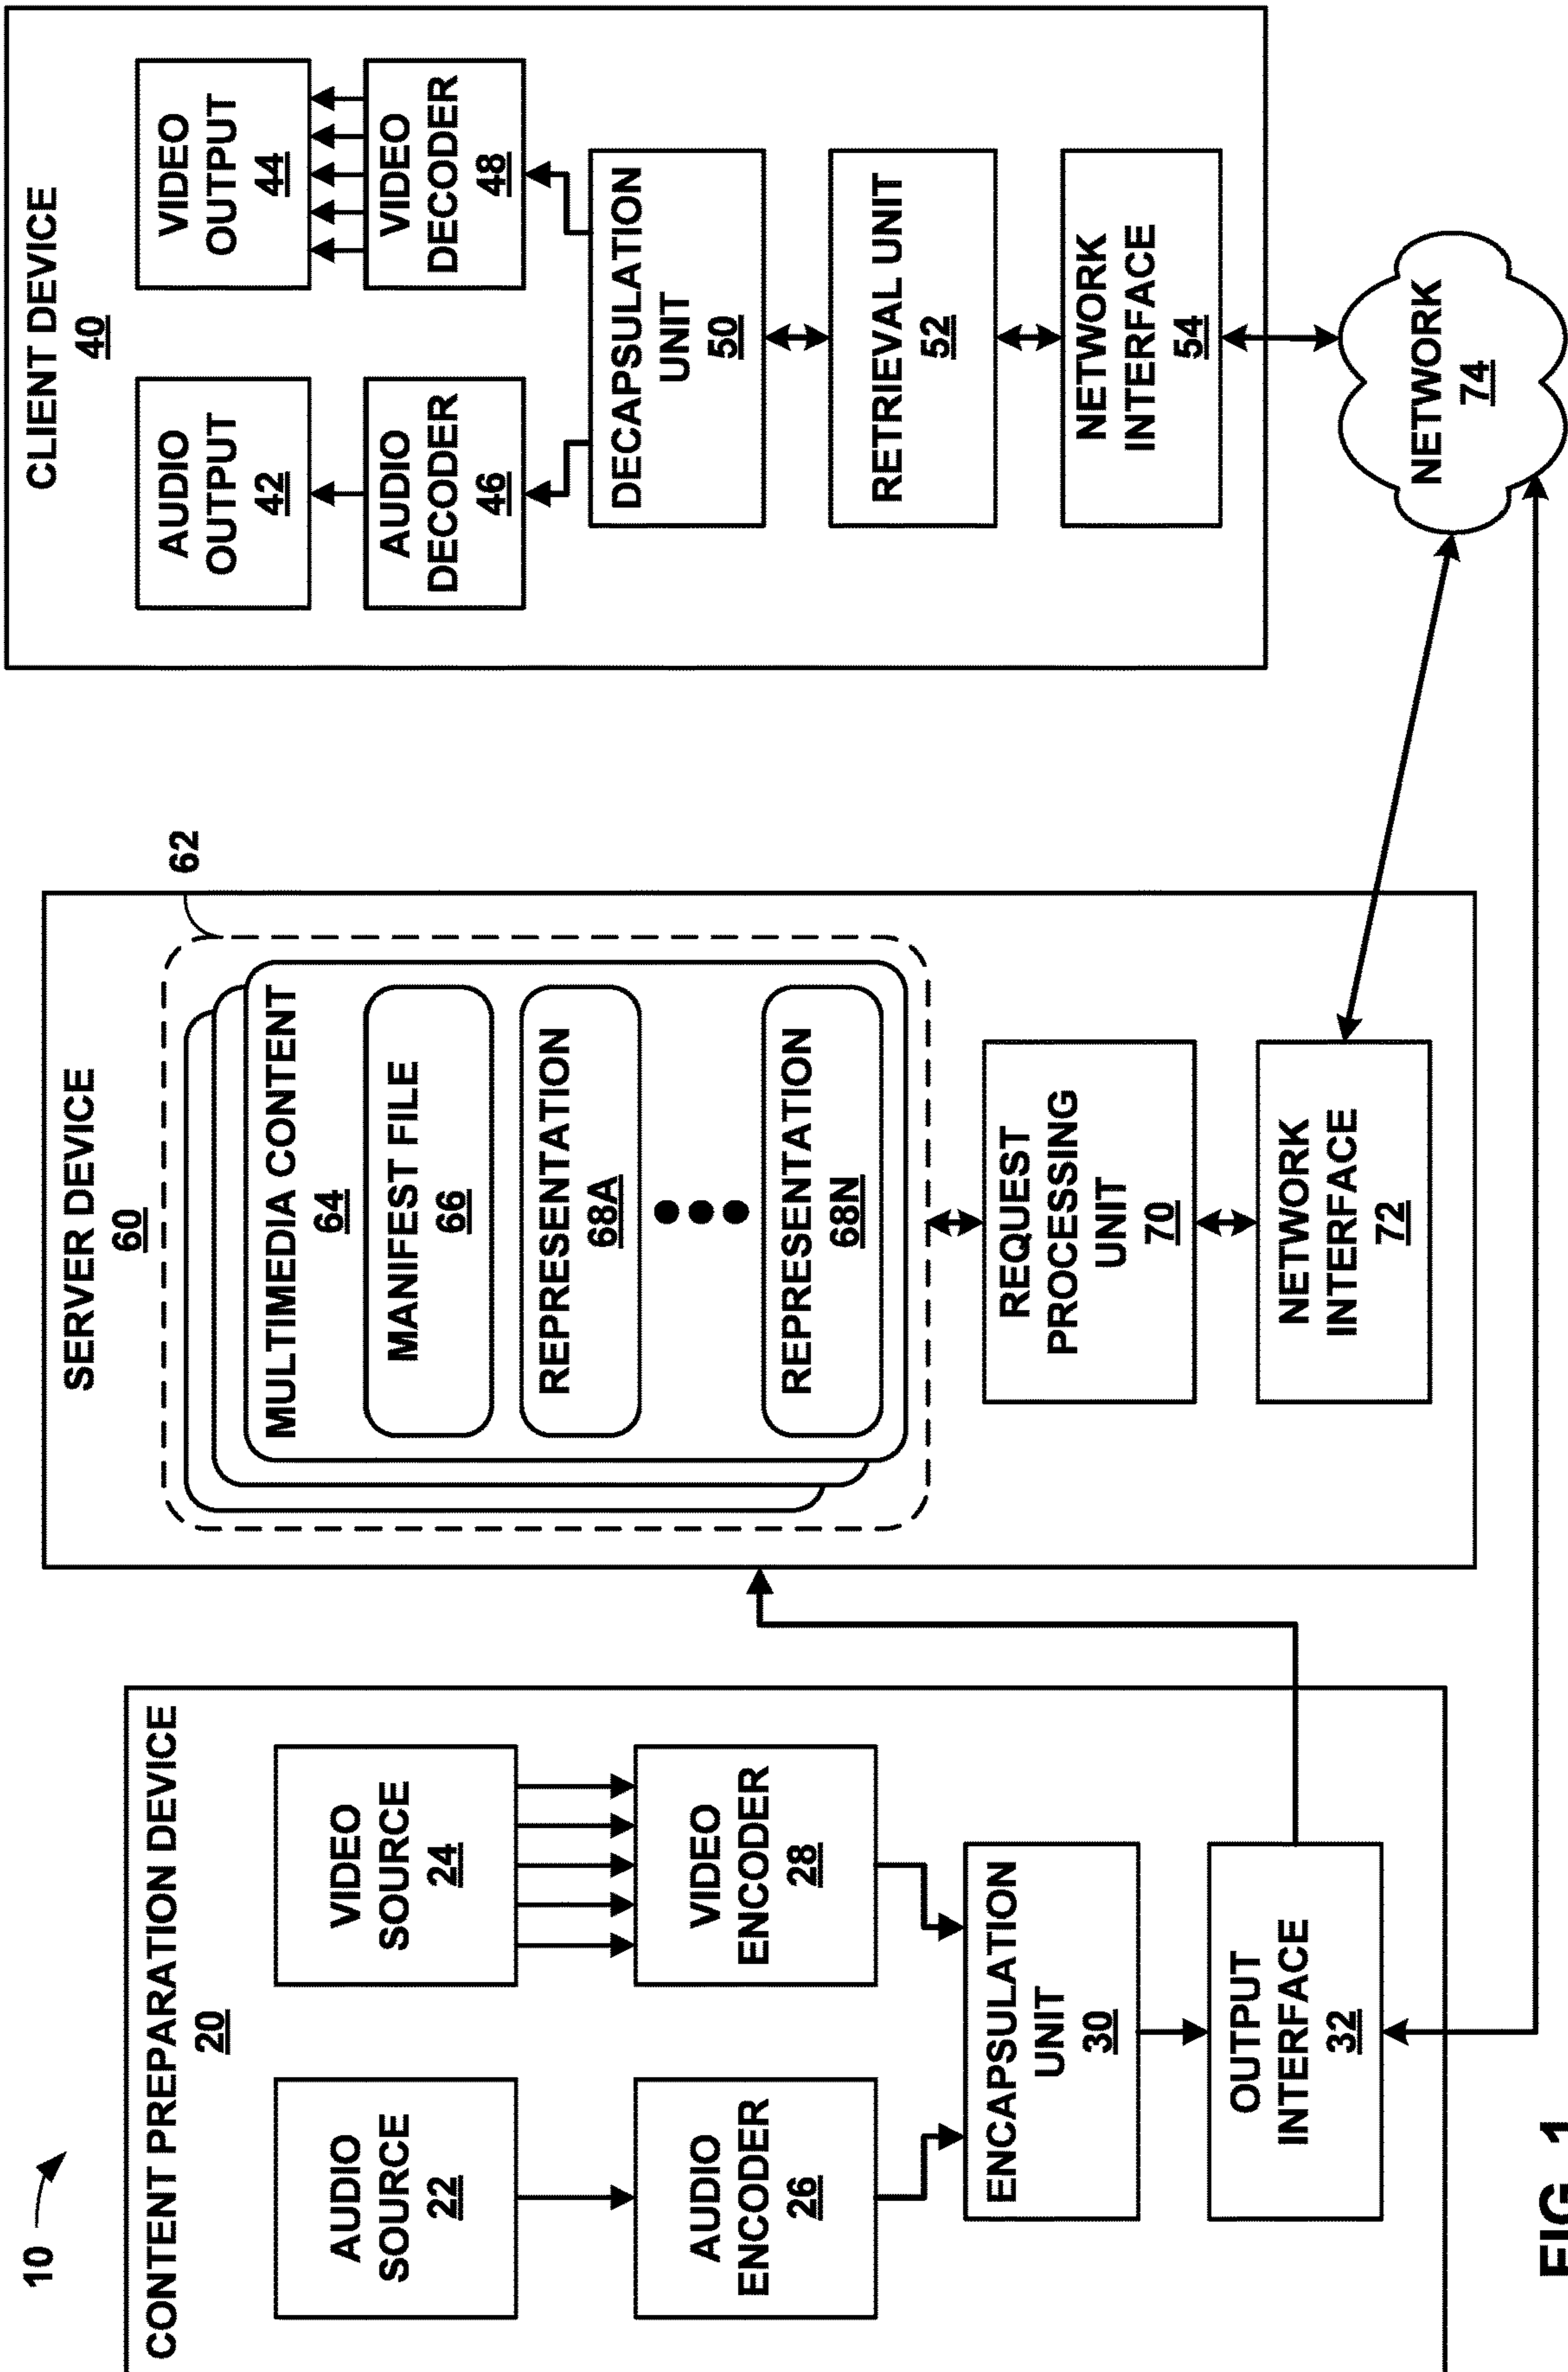 10
CONTENT PREPARATION DEVICE
20
AUDIO
SOURCE
22
VIDEO
SOURCE
24
AUDIO
ENCODER
26
VIDEO
ENCODER
28
ENCAPSULATION
UNIT
30
OUTPUT
INTERFACE
32
SERVER DEVICE
60
62
MULTIMEDIA CONTENT
64
MANIFEST FILE
66
REPRESENTATION
68A
REPRESENTATION
68N
REQUEST
PROCESSING
UNIT
70
NETWORK
INTERFACE
72
CLIENT DEVICE
40
AUDIO
OUTPUT
42
VIDEO
OUTPUT
44
AUDIO
DECODER
46
VIDEO
DECODER
48
DECAPSULATION
UNIT
50
RETRIEVAL UNIT
52
NETWORK
INTERFACE
54
NETWORK
74
FIG. 1